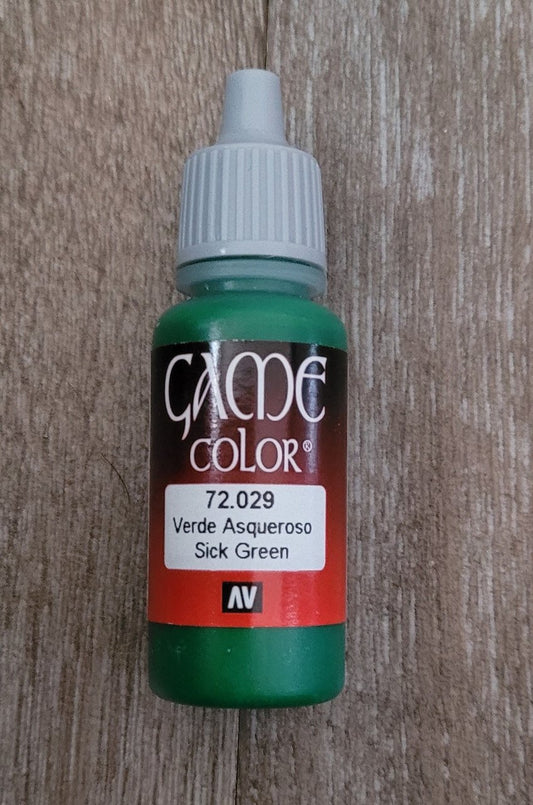 GAME
COLOR®
72.029
Verde Asqueroso
Sick Green
AV